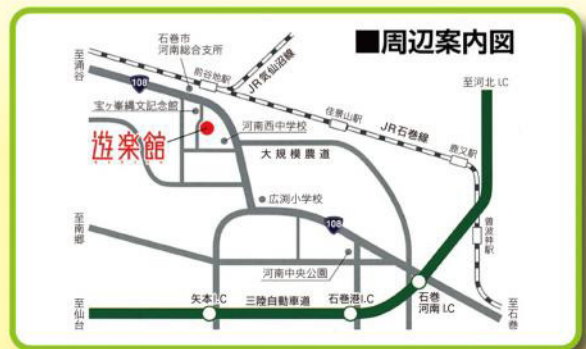 ■周辺案内図
石巻市
河南総合支所
至涌谷
108
前谷地駅
JR気仙沼線
至河北I.C
宝ヶ峯縄文記念館
遊楽館
河南西中学校
佳景山駅
JR石巻線
大規模農道
鹿又駅
広渕小学校
至南郷
108
曽波神駅
河南中央公園
至仙台
矢本I.C
三陸自動車道
石巻港I.C
石巻
河南I.C
至石巻